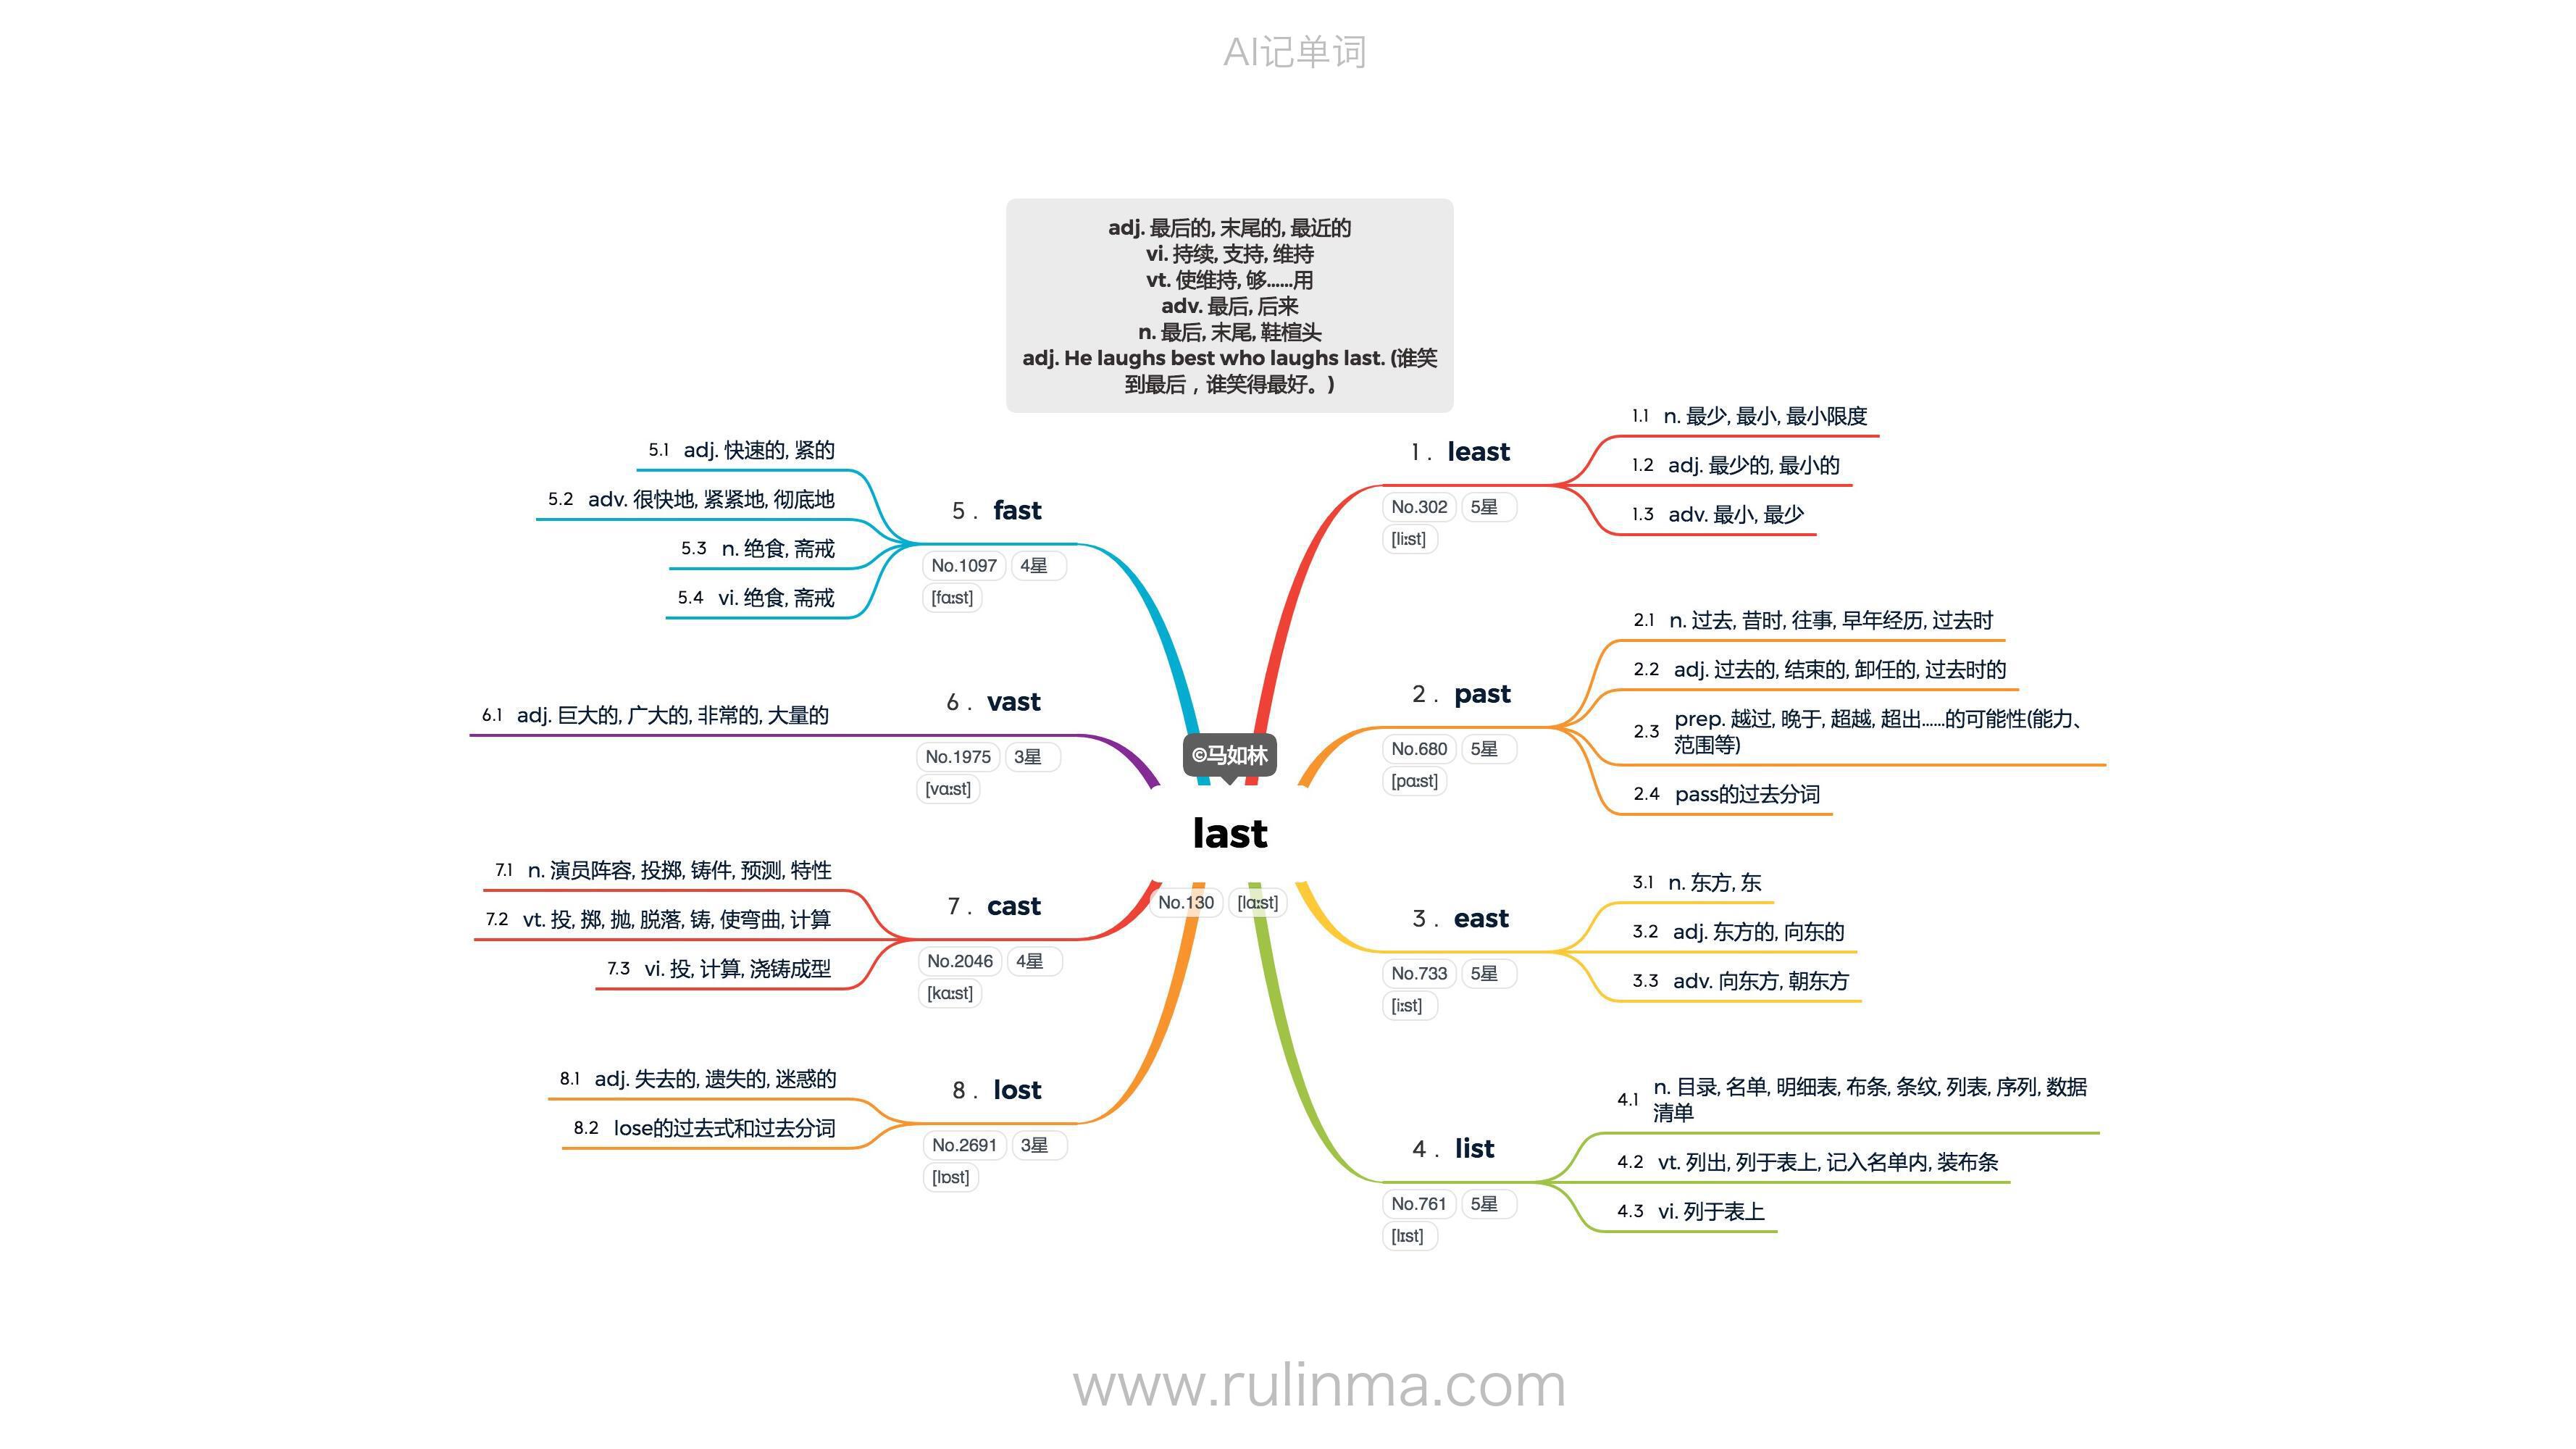 AI记单词
adj. 最后的, 末尾的, 最近的
vi. 持续, 支持, 维持
vt. 使维持, 够......用
adv. 最后, 后来
n. 最后, 末尾, 鞋楦头
adj. He laughs best who laughs last. (谁笑
到最后，谁笑得最好。)
©马如林
last
No.130 [lɑːst]
1. least
No.302 5星
[liːst]
1.1 n. 最少, 最小, 最小限度
1.2 adj. 最少的, 最小的
1.3 adv. 最小, 最少
2. past
No.680 5星
[pɑːst]
2.1 n. 过去, 昔时, 往事, 早年经历, 过去时
2.2 adj. 过去的, 结束的, 卸任的, 过去时的
2.3 prep. 越过, 晚于, 超越, 超出......的可能性(能力、
范围等)
2.4 pass的过去分词
3. east
No.733 5星
[iːst]
3.1 n. 东方, 东
3.2 adj. 东方的, 向东的
3.3 adv. 向东方, 朝东方
4. list
No.761 5星
[lɪst]
4.1 n. 目录, 名单, 明细表, 布条, 条纹, 列表, 序列, 数据
清单
4.2 vt. 列出, 列于表上, 记入名单内, 装布条
4.3 vi. 列于表上
5. fast
No.1097 4星
[fɑːst]
5.1 adj. 快速的, 紧的
5.2 adv. 很快地, 紧紧地, 彻底地
5.3 n. 绝食, 斋戒
5.4 vi. 绝食, 斋戒
6. vast
No.1975 3星
[vɑːst]
6.1 adj. 巨大的, 广大的, 非常的, 大量的
7. cast
No.2046 4星
[kɑːst]
7.1 n. 演员阵容, 投掷, 铸件, 预测, 特性
7.2 vt. 投, 掷, 抛, 脱落, 铸, 使弯曲, 计算
7.3 vi. 投, 计算, 浇铸成型
8. lost
No.2691 3星
[lɒst]
8.1 adj. 失去的, 遗失的, 迷惑的
8.2 lose的过去式和过去分词
www.rulinma.com